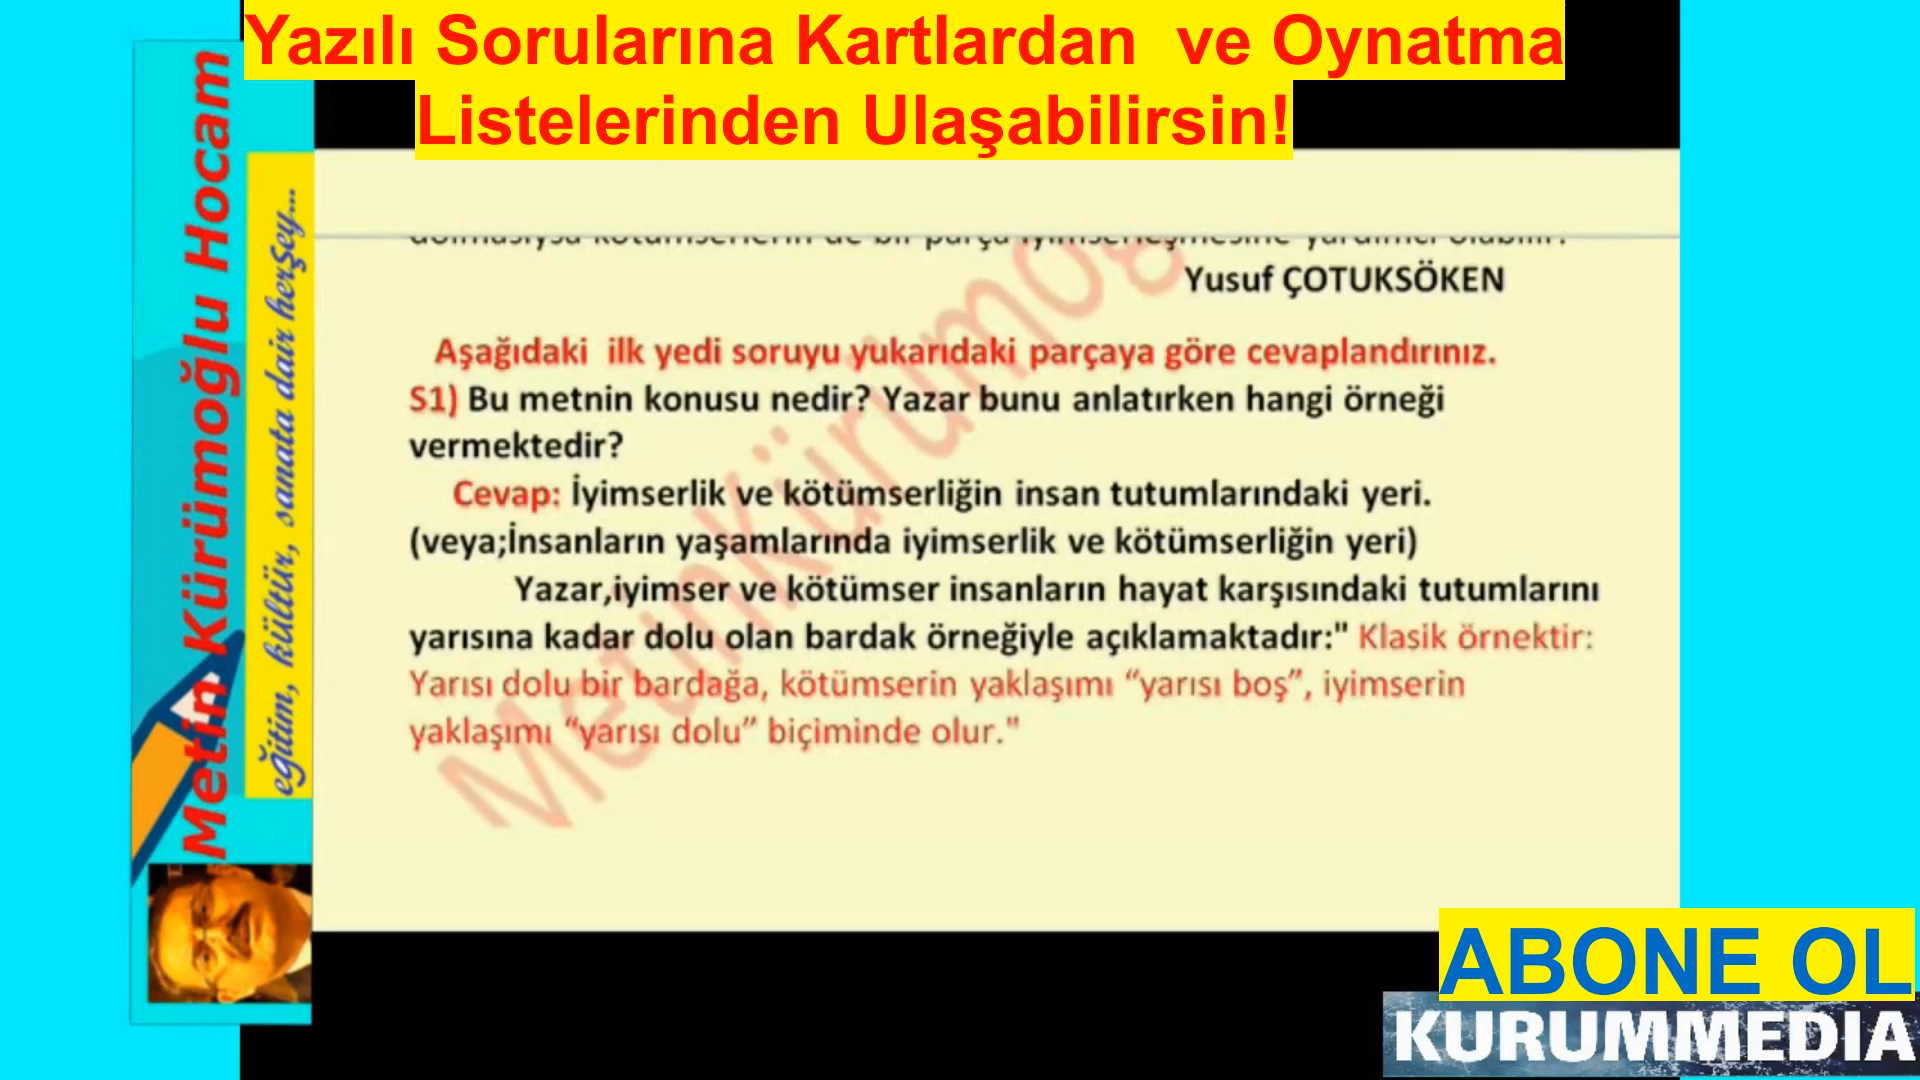 Yazılı Sorularına Kartlardan ve Oynatma
Listelerinden Ulaşabilirsin!
Metin Kürümoğlu Hocam
eğitim, kültür, sanata dair herşey...
Yusuf ÇOTUKSÖKEN
Aşağıdaki ilk yedi soruyu yukarıdaki parçaya göre cevaplandırınız.
S1) Bu metnin konusu nedir? Yazar bunu anlatırken hangi örneği
vermektedir?
Cevap: İyimserlik ve kötümserliğin insan tutumlarındaki yeri.
(veya;İnsanların yaşamlarında iyimserlik ve kötümserliğin yeri)
Yazar,iyimser ve kötümser insanların hayat karşısındaki tutumlarını
yarısına kadar dolu olan bardak örneğiyle açıklamaktadır:" Klasik örnektir:
Yarısı dolu bir bardağa, kötümserin yaklaşımı “yarısı boş”, iyimserin
yaklaşımı “yarısı dolu” biçiminde olur."
MetinKürümoğ
ABONE OL
KURUMMEDIA